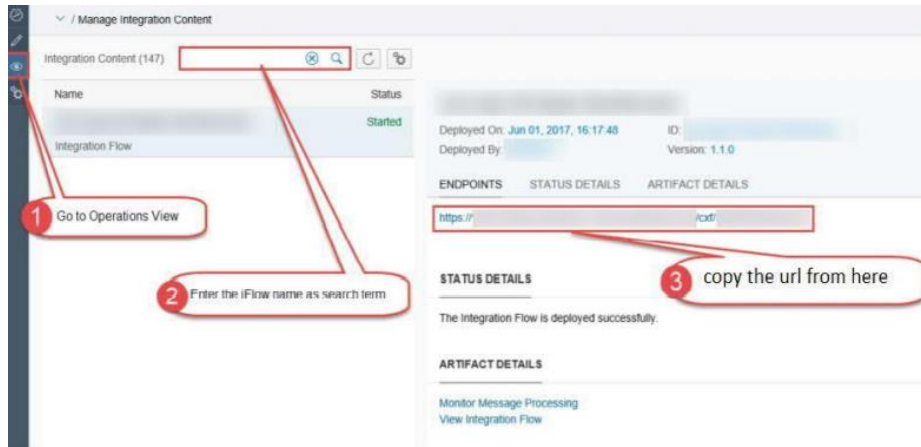 / Manage Integration Content
Integration Content (147)
Name Status
Started
Integration Flow
1 Go to Operations View
2 Enter the iFlow name as search term
Deployed On: Jun 01, 2017, 16:17:48 ID:
Deployed By: Version: 1.1.0
ENDPOINTS STATUS DETAILS ARTIFACT DETAILS
https:// /cxf/
3 copy the url from here
STATUS DETAILS
The Integration Flow is deployed successfully.
ARTIFACT DETAILS
Monitor Message Processing
View Integration Flow